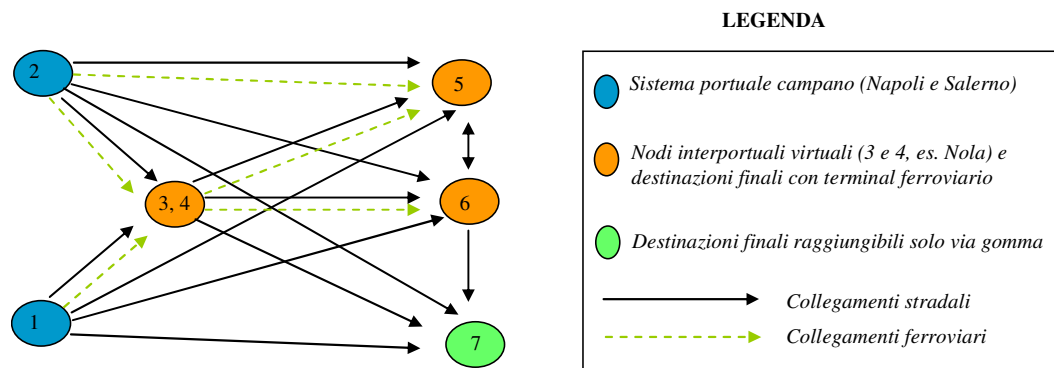 LEGENDA
2
5
3, 4
6
1
7
Sistema portuale campano (Napoli e Salerno)
Nodi interportuali virtuali (3 e 4, es. Nola) e
destinazioni finali con terminal ferroviario
Destinazioni finali raggiungibili solo via gomma
Collegamenti stradali
Collegamenti ferroviari